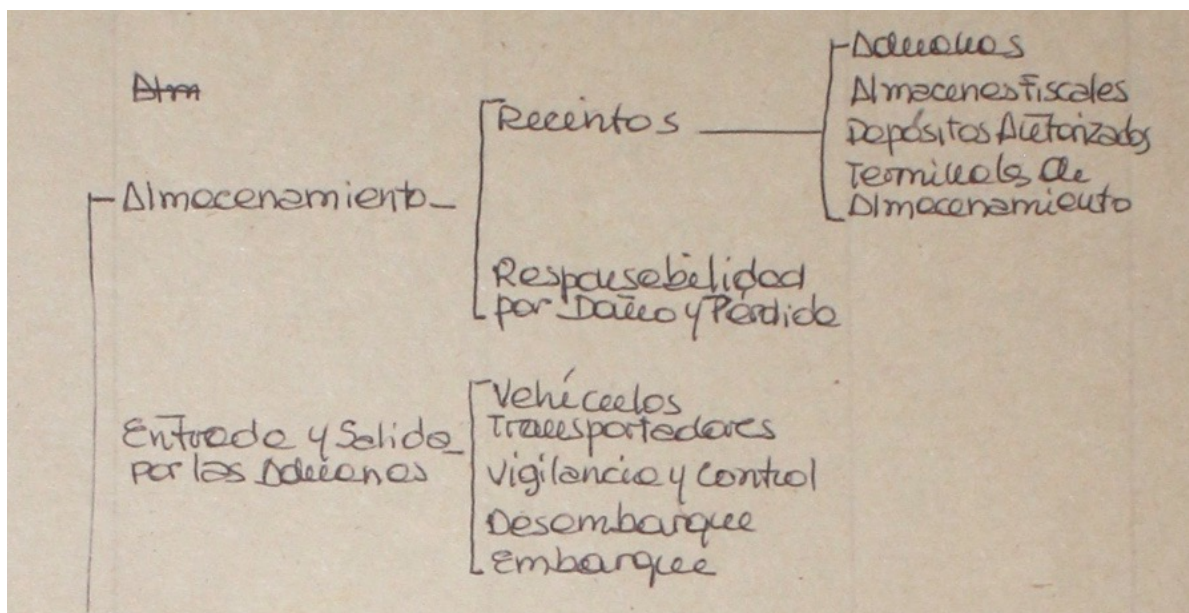 Alm
Almacenamiento
Recintos
Aduanas
Almacenes Fiscales
Depósitos Autorizados
Terminales de
Almacenamiento
Responsabilidad
por Daño y Pérdida
Entrada y Salida
por las Aduanas
Vehículos
Transportadores
Vigilancia y Control
Desembarque
Embarque